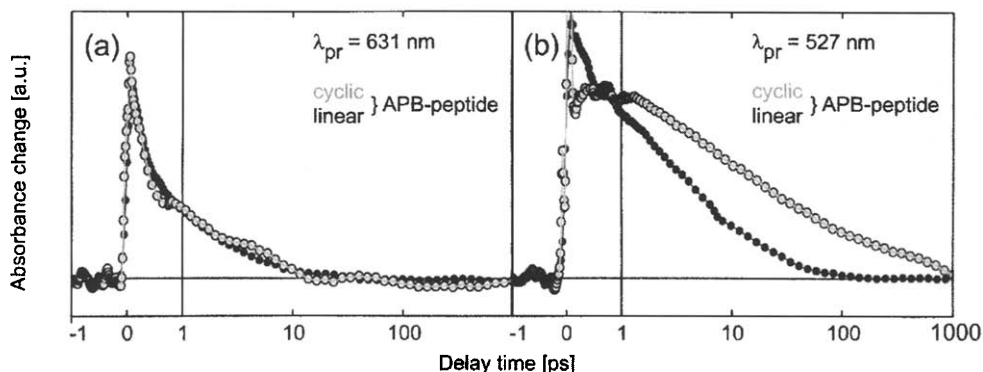 Absorbance change [a.u.]
(a)
λpr = 631 nm
cyclic
linear } APB-peptide
(b)
λpr = 527 nm
cyclic
linear } APB-peptide
-1 0 1 10 100 -1 0 1 10 100 1000
Delay time [ps]